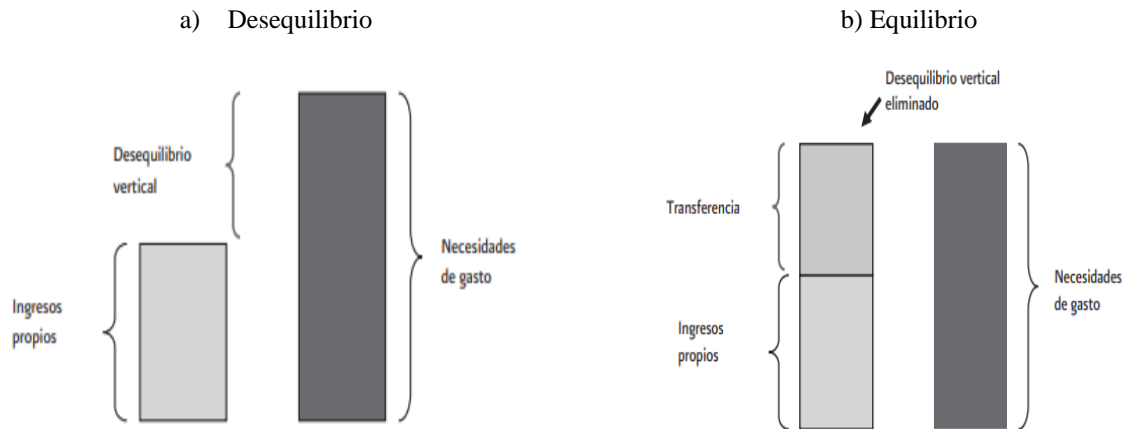 a) Desequilibrio
b) Equilibrio
Desequilibrio
vertical
Ingresos
propios
Necesidades
de gasto
Desequilibrio vertical
eliminado
Transferencia
Ingresos
propios
Necesidades
de gasto